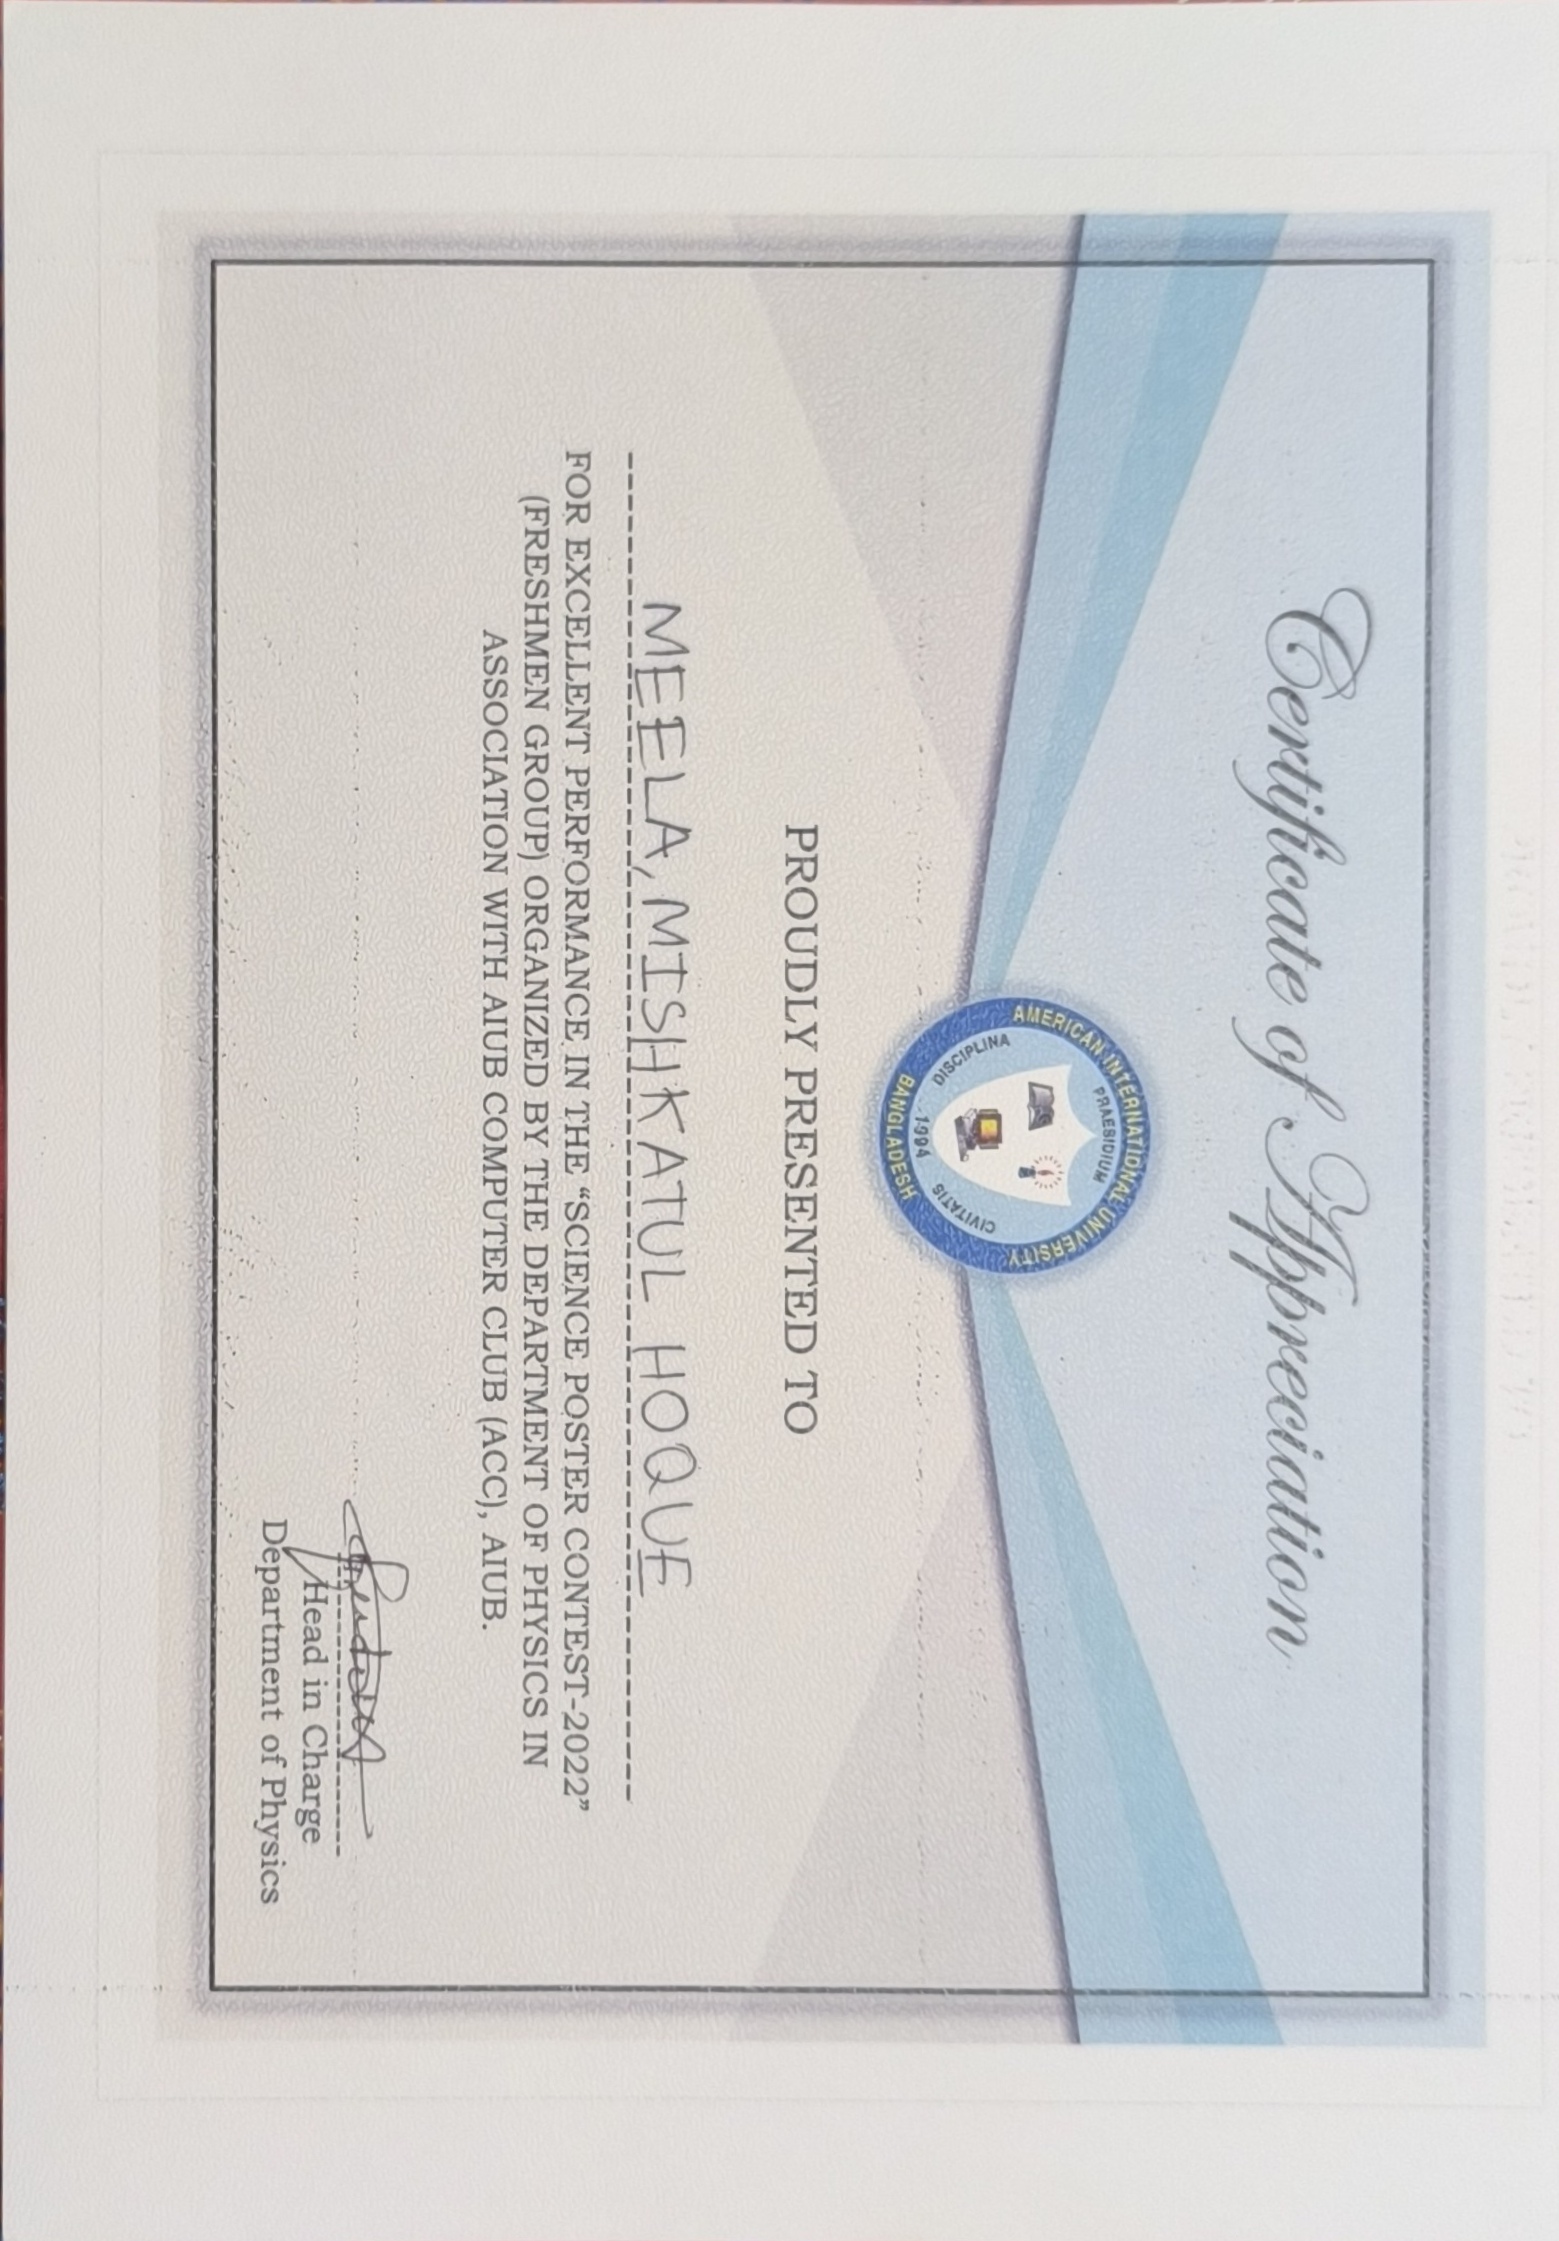 Certificate of Appreciation
AMERICAN INTERNATIONAL UNIVERSITY
PRAESIDIUM
DISCIPLINA
CIVITATIS
1994
BANGLADESH
PROUDLY PRESENTED TO
MEELA, MISHKATUL HOQUE
FOR EXCELLENT PERFORMANCE IN THE “SCIENCE POSTER CONTEST-2022”
(FRESHMEN GROUP) ORGANIZED BY THE DEPARTMENT OF PHYSICS IN
ASSOCIATION WITH AIUB COMPUTER CLUB (ACC), AIUB.
Head in Charge
Department of Physics